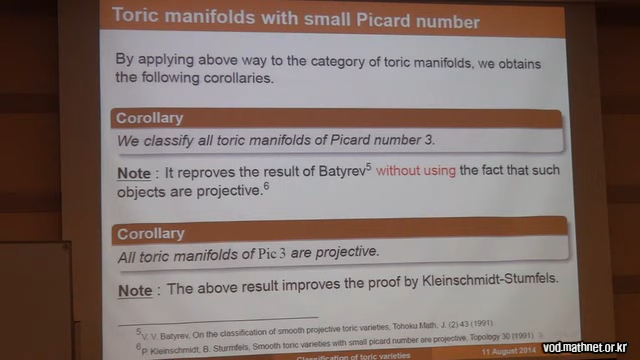 Toric manifolds with small Picard number
By applying above way to the category of toric manifolds, we obtains
the following corollaries.
Corollary
We classify all toric manifolds of Picard number 3.
Note : It reproves the result of Batyrev5 without using the fact that such
objects are projective.6
Corollary
All toric manifolds of Pic 3 are projective.
Note : The above result improves the proof by Kleinschmidt-Stumfels.
5V. V. Batyrev, On the classification of smooth projective toric varieties, Tohoku Math. J. (2) 43 (1991)
6P. Kleinschmidt, B. Sturmfels, Smooth toric varieties with small picard number are projective, Topology 30 (1991)
Classification of toric varieties
11 August 2014
vod.mathnet.or.kr